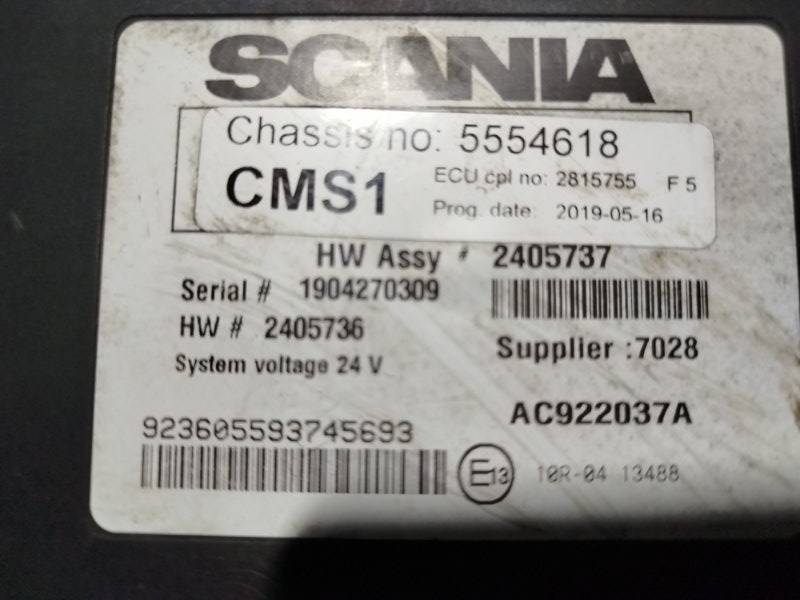 SCANIA
Chassis no: 5554618
CMS1 ECU cpl no: 2815755 F 5
Prog. date: 2019-05-16
HW Assy # 2405737
Serial # 1904270309
HW # 2405736
Supplier :7028
System voltage 24 V
AC922037A
923605593745693
E13 10R-04 13488